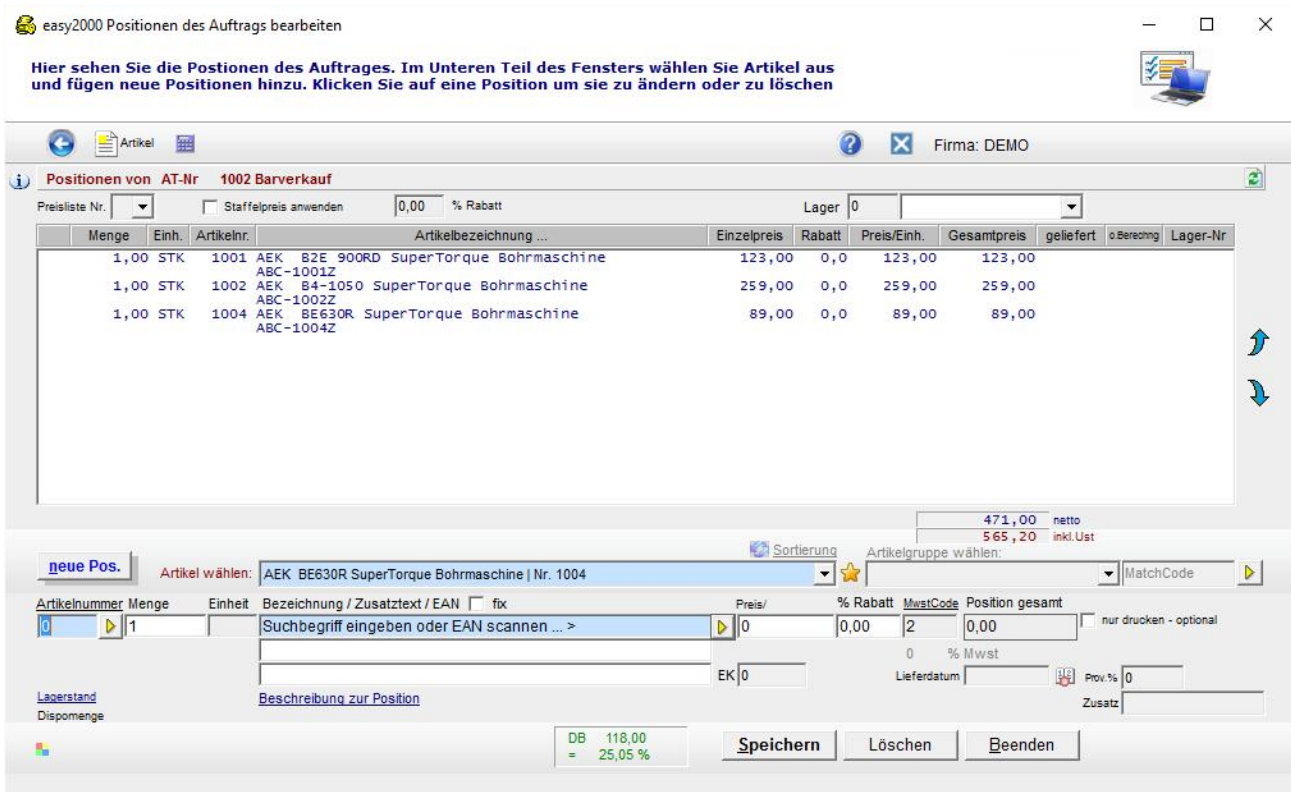 easy2000 Positionen des Auftrags bearbeiten
Hier sehen Sie die Postionen des Auftrages. Im Unteren Teil des Fensters wählen Sie Artikel aus
und fügen neue Positionen hinzu. Klicken Sie auf eine Position um sie zu ändern oder zu löschen
Artikel Firma: DEMO
Positionen von AT-Nr 1002 Barverkauf
Preisliste Nr. Staffelpreis anwenden 0,00 % Rabatt Lager 0
Menge Einh. Artikelnr. Artikelbezeichnung ... Einzelpreis Rabatt Preis/Einh. Gesamtpreis geliefert o.Berechng Lager-Nr
1,00 STK 1001 AEK B2E 900RD SuperTorque Bohrmaschine 123,00 0,0 123,00 123,00
ABC-1001Z
1,00 STK 1002 AEK B4-1050 SuperTorque Bohrmaschine 259,00 0,0 259,00 259,00
ABC-1002Z
1,00 STK 1004 AEK BE630R SuperTorque Bohrmaschine 89,00 0,0 89,00 89,00
ABC-1004Z
471,00 netto
565,20 inkl.Ust
Sortierung Artikelgruppe wählen:
neue Pos. Artikel wählen: AEK BE630R SuperTorque Bohrmaschine | Nr. 1004 MatchCode
Artikelnummer Menge Einheit Bezeichnung / Zusatztext / EAN fix Preis/ % Rabatt MwstCode Position gesamt
0 1 Suchbegriff eingeben oder EAN scannen ... > 0 0,00 2 0,00 nur drucken - optional
0 % Mwst
EK 0 Lieferdatum Prov.% 0
Lagerstand Beschreibung zur Position Zusatz
Dispomenge
DB 118,00
= 25,05 %
Speichern Löschen Beenden